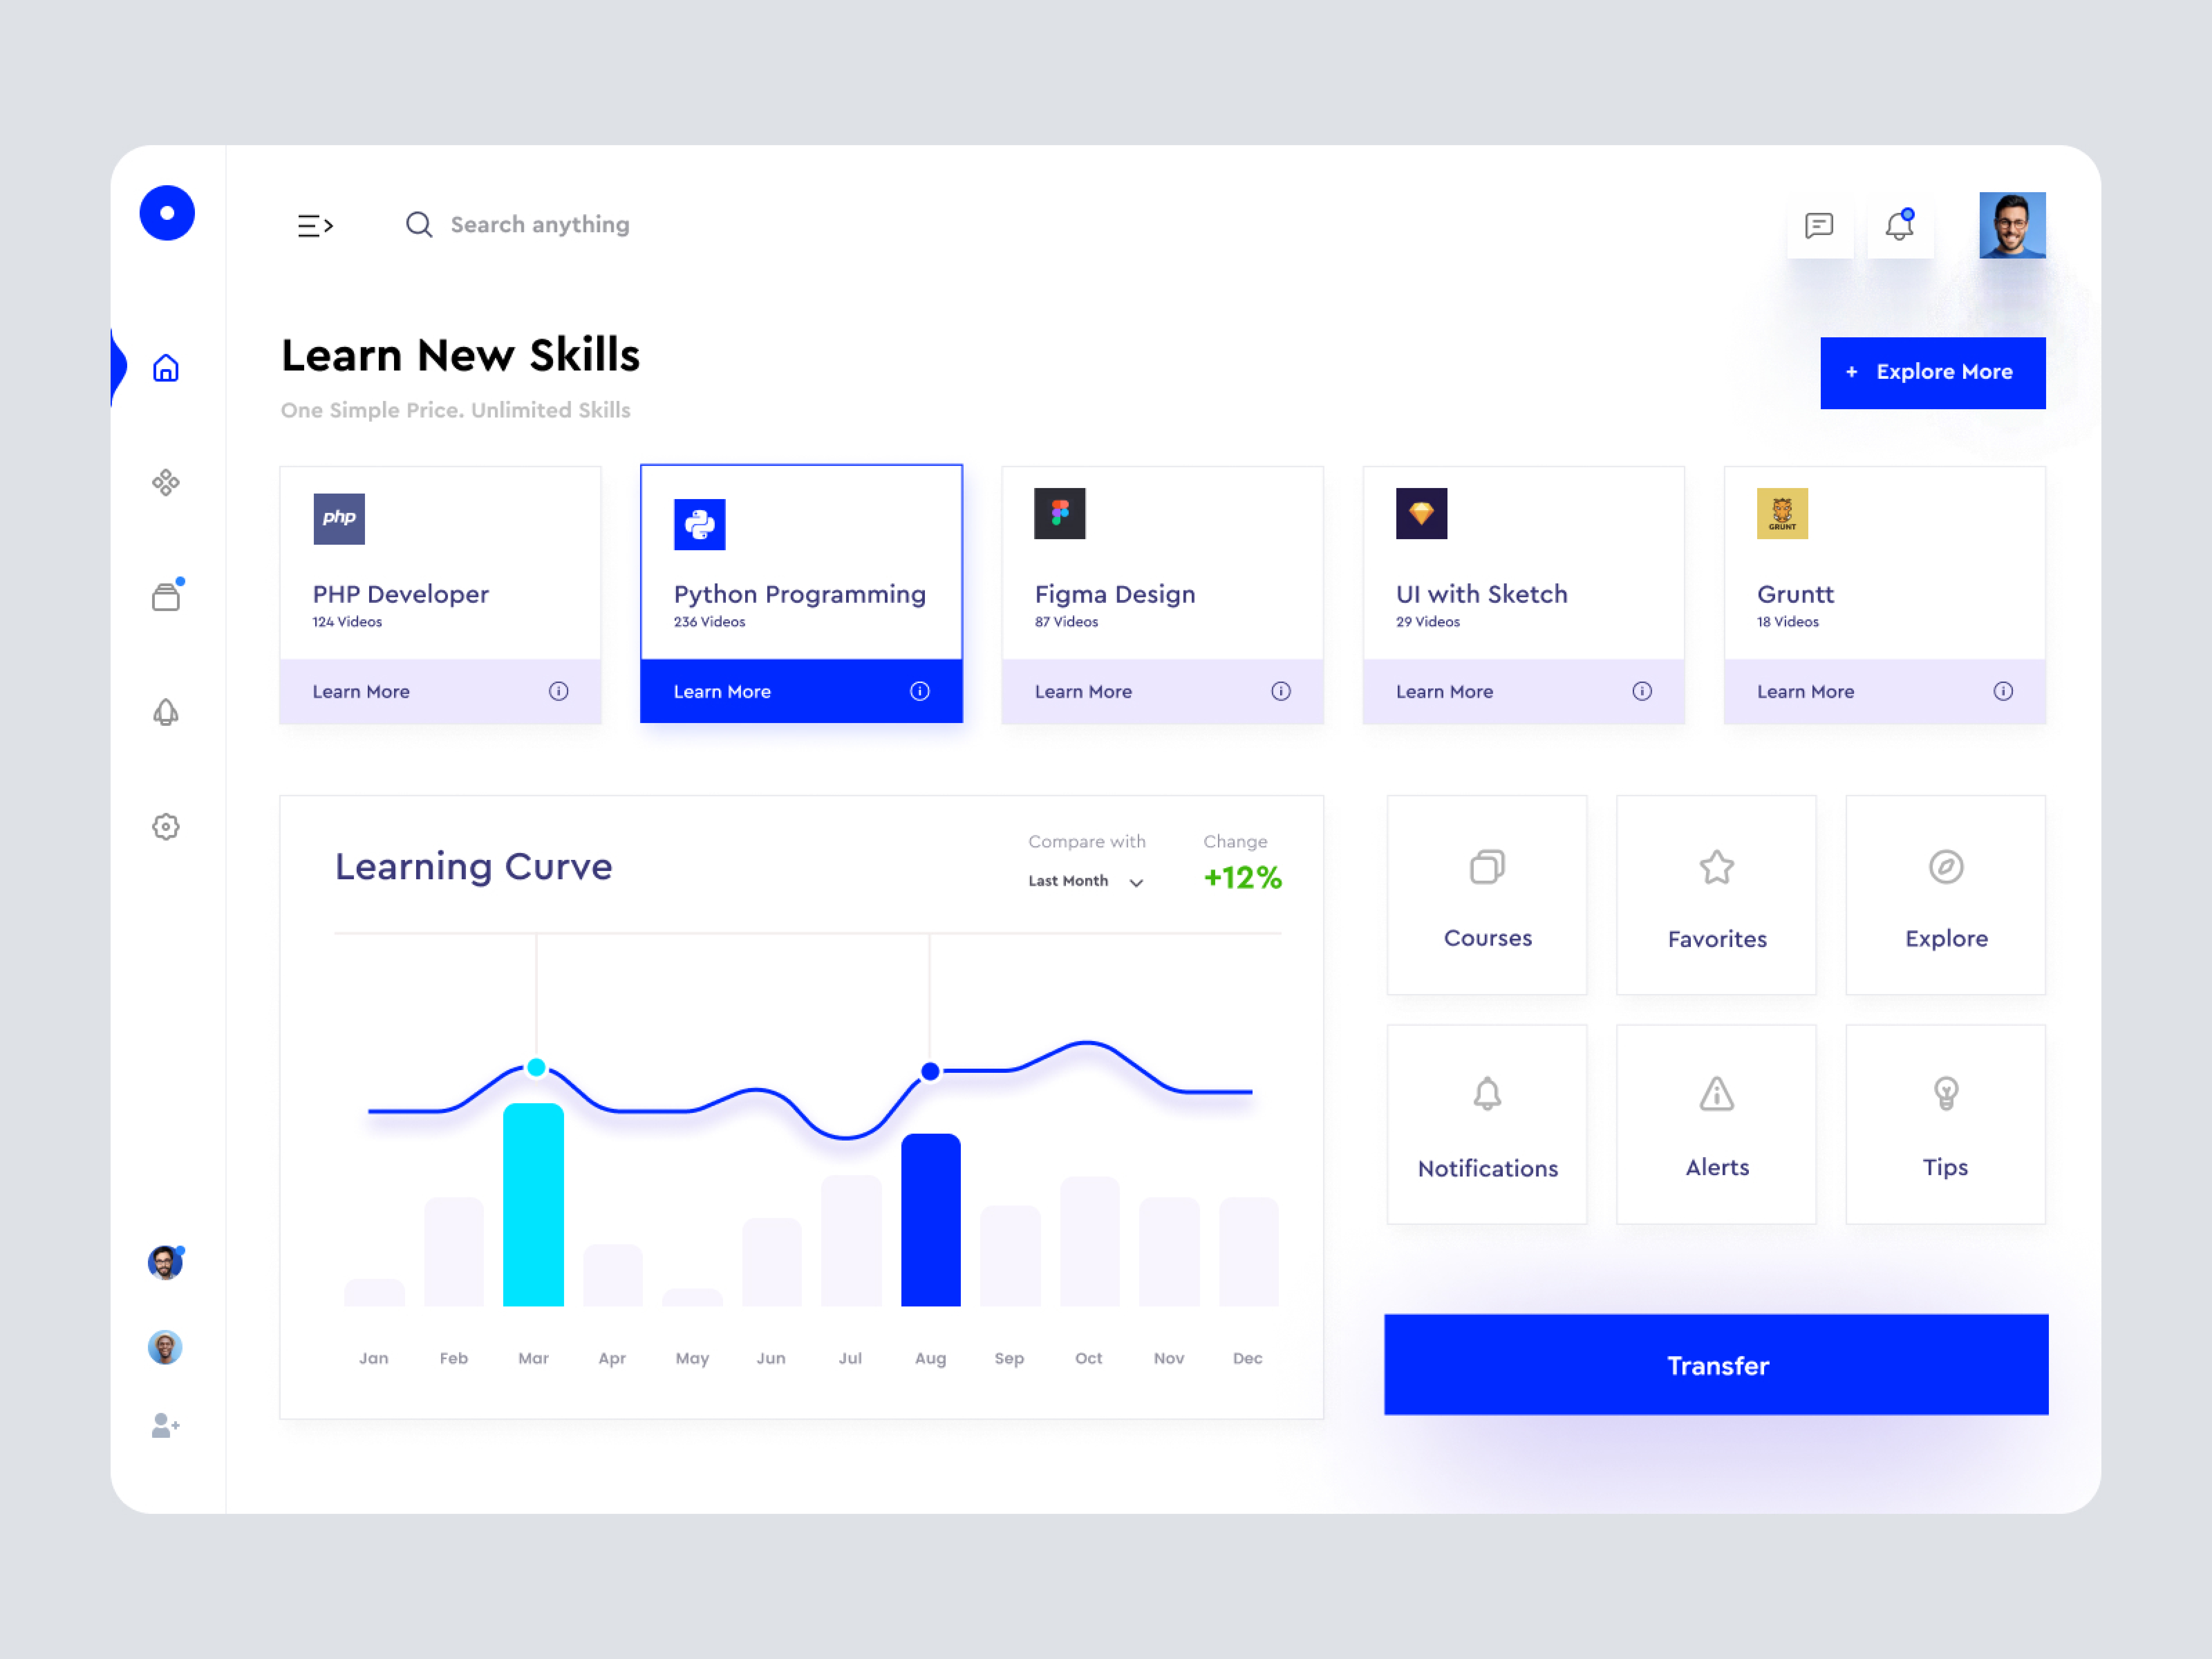 Search anything
Learn New Skills
One Simple Price. Unlimited Skills
+ Explore More
php
PHP Developer
124 Videos
Learn More
Python Programming
236 Videos
Learn More
Figma Design
87 Videos
Learn More
UI with Sketch
29 Videos
Learn More
GRUNT
Gruntt
18 Videos
Learn More
Learning Curve
Compare with
Last Month
Change
+12%
Jan Feb Mar Apr May Jun Jul Aug Sep Oct Nov Dec
Courses
Favorites
Explore
Notifications
Alerts
Tips
Transfer